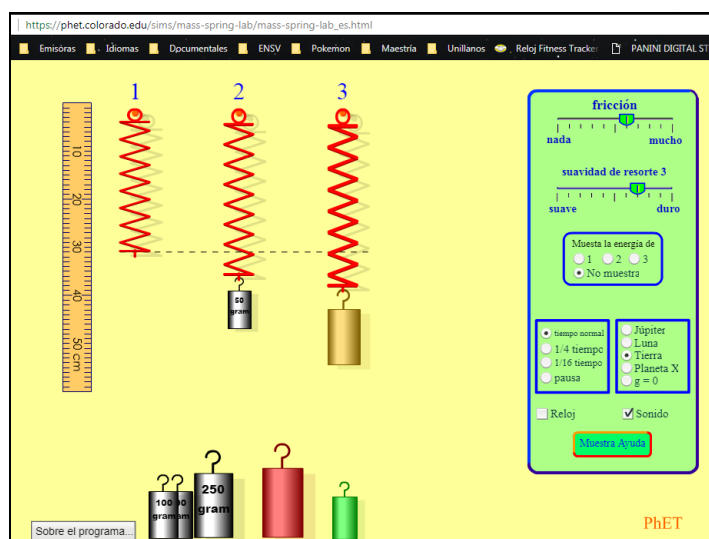 https://phet.colorado.edu/sims/mass-spring-lab/mass-spring-lab_es.html
Emisoras Idiomas Documentales ENSV Pokemon Maestría Unillanos Reloj Fitness Tracker PANINI DIGITAL ST
1 2 3
10
20
30
40
50 cm
50
gram
100
gram
250
gram
fricción
nada mucho
suavidad de resorte 3
suave duro
Muesta la energía de
1 2 3
No muestra
tiempo normal
1/4 tiempo
1/16 tiempo
pausa
Júpiter
Luna
Tierra
Planeta X
g = 0
Reloj Sonido
Muestra Ayuda
Sobre el programa...
PhET